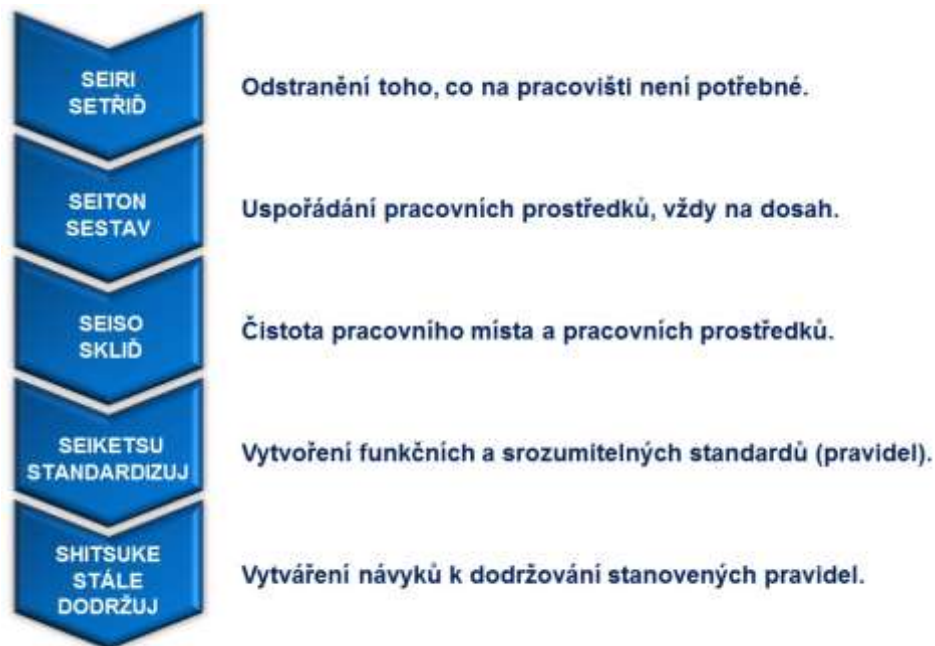 SEIRI
SETŘIĎ
Odstranění toho, co na pracovišti není potřebné.
SEITON
SESTAV
Uspořádání pracovních prostředků, vždy na dosah.
SEISO
SKLIĎ
Čistota pracovního místa a pracovních prostředků.
SEIKETSU
STANDARDIZUJ
Vytvoření funkčních a srozumitelných standardů (pravidel).
SHITSUKE
STÁLE
DODRŽUJ
Vytváření návyků k dodržování stanovených pravidel.